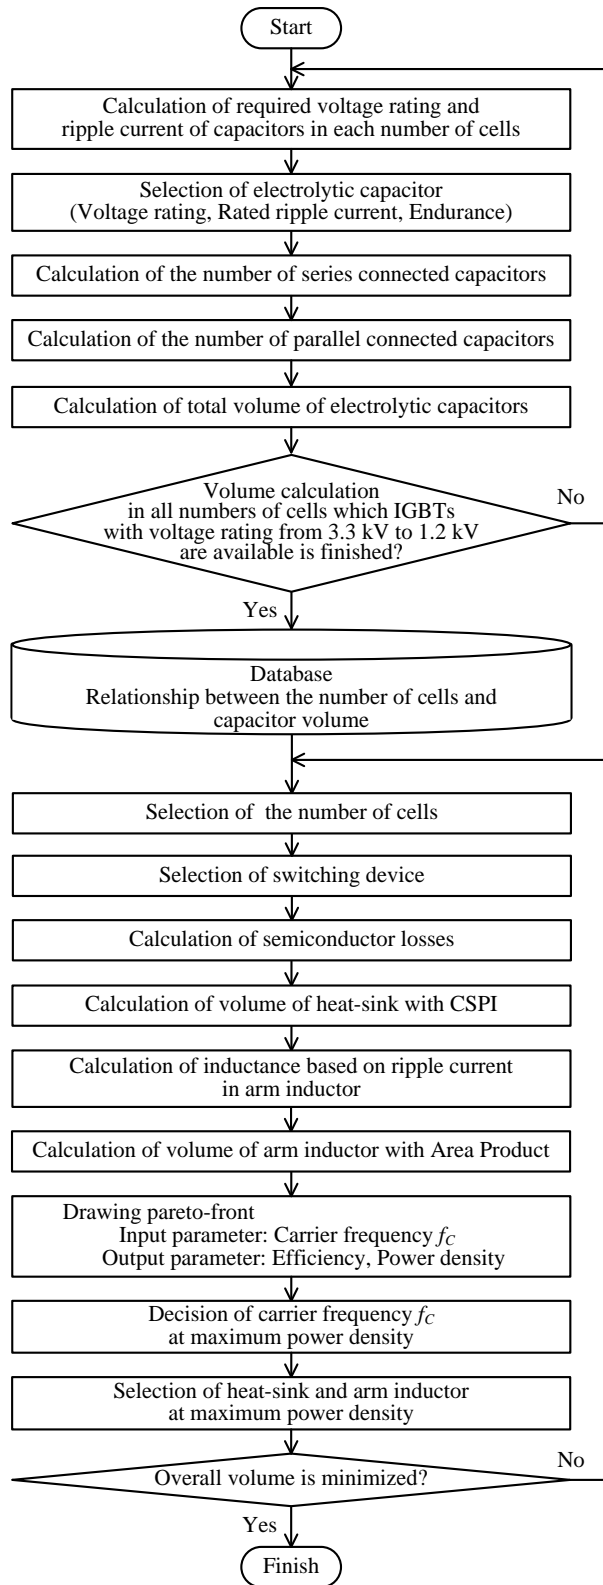 Start
Calculation of required voltage rating and
ripple current of capacitors in each number of cells
Selection of electrolytic capacitor
(Voltage rating, Rated ripple current, Endurance)
Calculation of the number of series connected capacitors
Calculation of the number of parallel connected capacitors
Calculation of total volume of electrolytic capacitors
Volume calculation
in all numbers of cells which IGBTs
with voltage rating from 3.3 kV to 1.2 kV
are available is finished?
No
Yes
Database
Relationship between the number of cells and
capacitor volume
Selection of the number of cells
Selection of switching device
Calculation of semiconductor losses
Calculation of volume of heat-sink with CSPI
Calculation of inductance based on ripple current
in arm inductor
Calculation of volume of arm inductor with Area Product
Drawing pareto-front
Input parameter: Carrier frequency fC
Output parameter: Efficiency, Power density
Decision of carrier frequency fC
at maximum power density
Selection of heat-sink and arm inductor
at maximum power density
Overall volume is minimized?
No
Yes
Finish